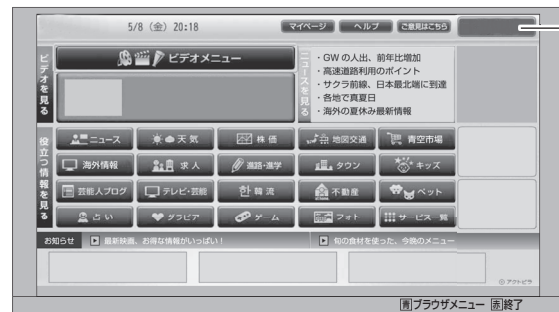 5/8（金）20:18
マイページ
ヘルプ
ご意見はこちら
ビデオを見る
ビデオメニュー
ニュースを見る
・GWの人出、前年比増加
・高速道路利用のポイント
・サクラ前線、日本最北端に到達
・各地で真夏日
・海外の夏休み最新情報
役立つ情報を見る
ニュース
天気
株価
地図交通
青空市場
海外情報
求人
進路・進学
タウン
キッズ
芸能人ブログ
テレビ・芸能
韓流
不動産
ペット
占い
グラビア
ゲーム
フォト
サービス一覧
お知らせ
最新映画、お得な情報がいっぱい！
旬の食材を使った、今晩のメニュー
©アクトビラ
青 ブラウザメニュー 赤 終了